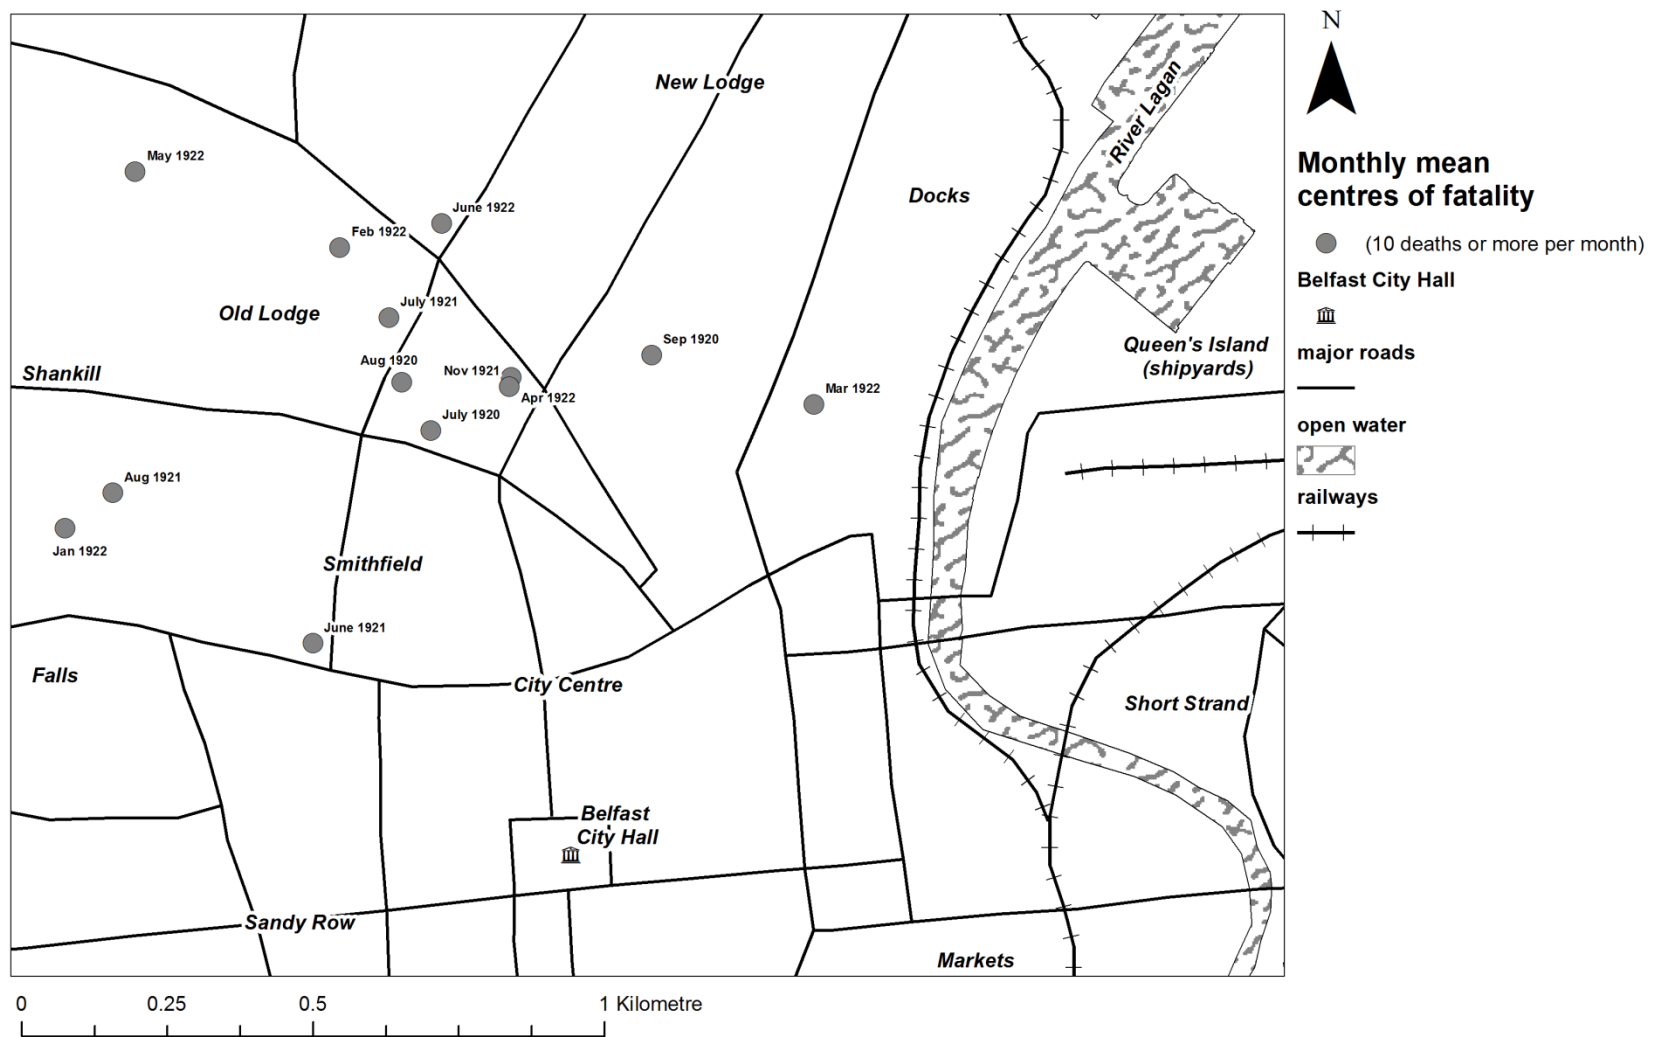 N
New Lodge
River Lagan
May 1922
Monthly mean
centres of fatality
Docks
June 1922
Feb 1922
(10 deaths or more per month)
Belfast City Hall
July 1921
Old Lodge
Sep 1920
Queen's Island
(shipyards)
major roads
Aug 1920
Nov 1921
Shankill
Mar 1922
Apr 1922
July 1920
open water
Aug 1921
railways
Jan 1922
Smithfield
June 1921
Falls
City Centre
Short Strand
Belfast
City Hall
Sandy Row
Markets
0 0.25 0.5 1 Kilometre